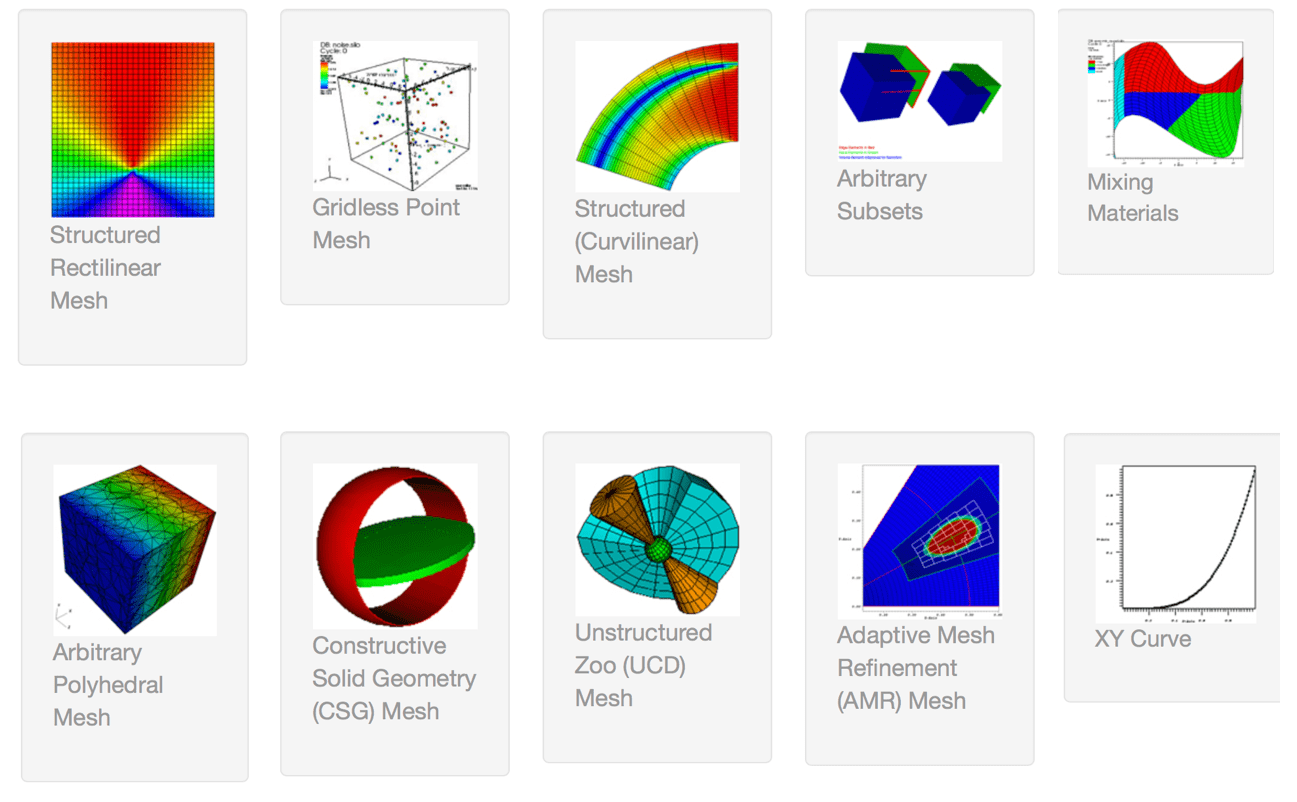 DB: noise.silo
Cycle: 0
Structured
Rectilinear
Mesh
Gridless Point
Mesh
Structured
(Curvilinear)
Mesh
Arbitrary
Subsets
Mixing
Materials
Arbitrary
Polyhedral
Mesh
Constructive
Solid Geometry
(CSG) Mesh
Unstructured
Zoo (UCD)
Mesh
Adaptive Mesh
Refinement
(AMR) Mesh
XY Curve